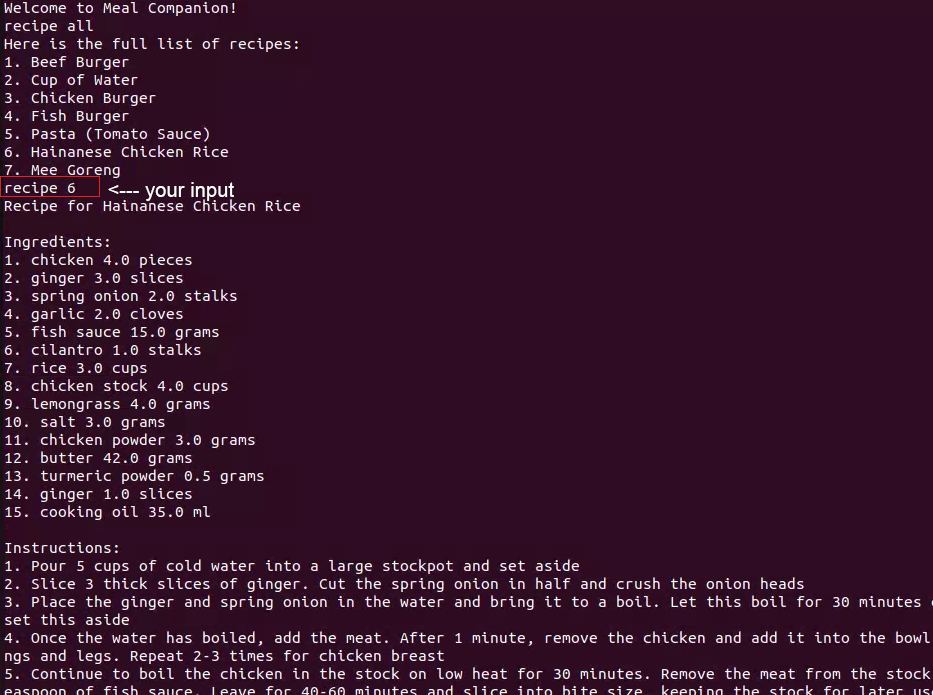 Welcome to Meal Companion!
recipe all
Here is the full list of recipes:
1. Beef Burger
2. Cup of Water
3. Chicken Burger
4. Fish Burger
5. Pasta (Tomato Sauce)
6. Hainanese Chicken Rice
7. Mee Goreng
recipe 6 <--- your input
Recipe for Hainanese Chicken Rice
Ingredients:
1. chicken 4.0 pieces
2. ginger 3.0 slices
3. spring onion 2.0 stalks
4. garlic 2.0 cloves
5. fish sauce 15.0 grams
6. cilantro 1.0 stalks
7. rice 3.0 cups
8. chicken stock 4.0 cups
9. lemongrass 4.0 grams
10. salt 3.0 grams
11. chicken powder 3.0 grams
12. butter 42.0 grams
13. turmeric powder 0.5 grams
14. ginger 1.0 slices
15. cooking oil 35.0 ml
Instructions:
1. Pour 5 cups of cold water into a large stockpot and set aside
2. Slice 3 thick slices of ginger. Cut the spring onion in half and crush the onion heads
3. Place the ginger and spring onion in the water and bring it to a boil. Let this boil for 30 minutes
set this aside
4. Once the water has boiled, add the meat. After 1 minute, remove the chicken and add it into the bowl
ngs and legs. Repeat 2-3 times for chicken breast
5. Continue to boil the chicken in the stock on low heat for 30 minutes. Remove the meat from the stock
easpoon of fish sauce. Leave for 40-60 minutes and slice into bite size, keeping the stock for later us